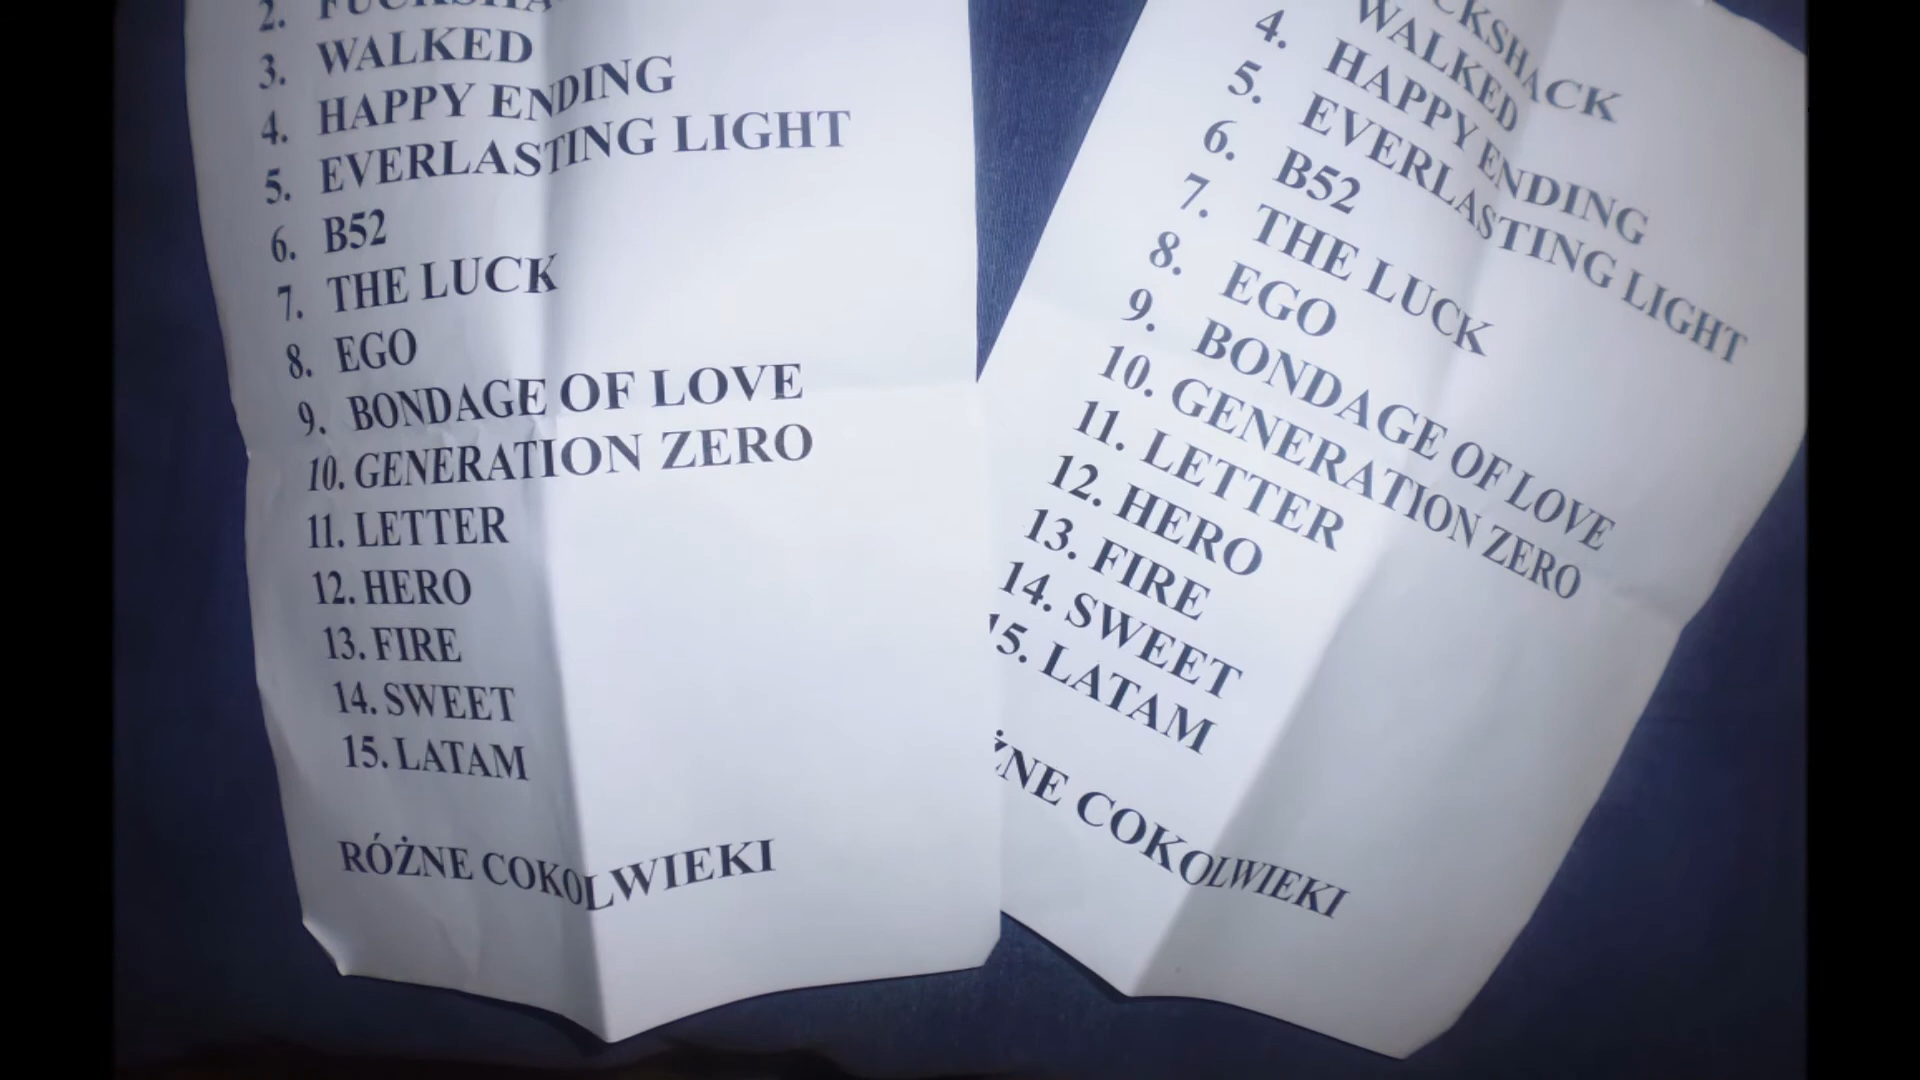 2. FUCKSHA
3. WALKED
4. HAPPY ENDING
5. EVERLASTING LIGHT
6. B52
7. THE LUCK
8. EGO
9. BONDAGE OF LOVE
10. GENERATION ZERO
11. LETTER
12. HERO
13. FIRE
14. SWEET
15. LATAM
RÓŻNE COKOLWIEKI
CKSHACK
WALKED
4. HAPPY ENDING
5. EVERLASTING LIGHT
6. B52
7. THE LUCK
8. EGO
9. BONDAGE OF LOVE
10. GENERATION ZERO
11. LETTER
12. HERO
13. FIRE
14. SWEET
15. LATAM
ŻNE COKOLWIEKI